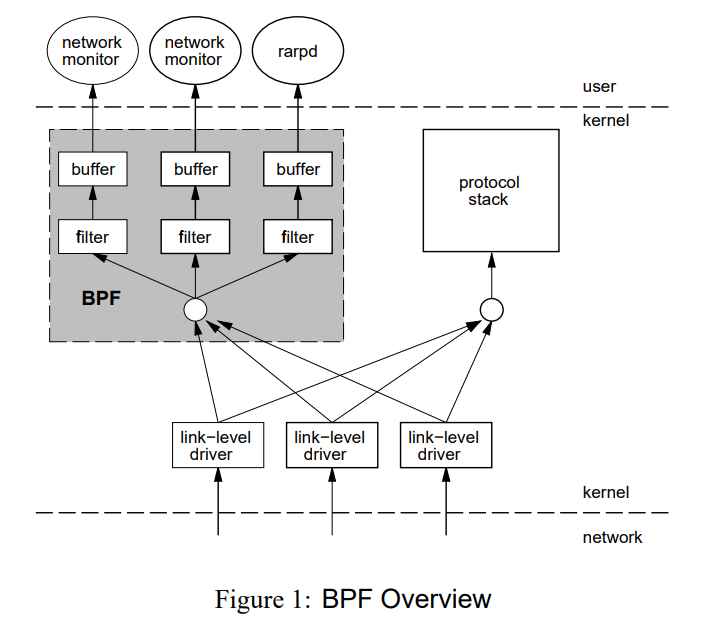 network
monitor
network
monitor
rarpd
user
kernel
buffer
buffer
buffer
protocol
stack
filter
filter
filter
BPF
link−level
driver
link−level
driver
link−level
driver
kernel
network
Figure 1: BPF Overview